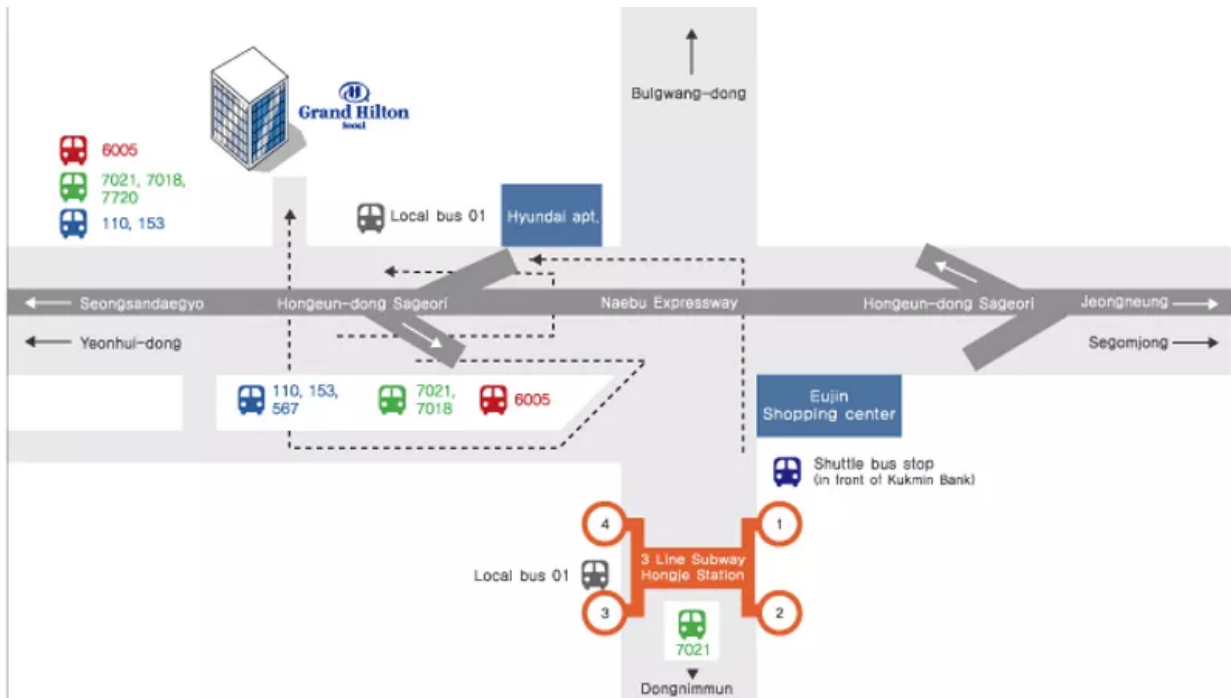 Bulgwang-dong
H
Grand Hilton
Seoul
6005
7021, 7018,
7720
110, 153
Local bus 01
Hyundai apt.
Seongsandaegyo
Hongeun-dong Sageori
Naebu Expressway
Hongeun-dong Sageori
Jeongneung
Yeonhui-dong
Segomjong
110, 153,
567
7021,
7018
6005
Eujin
Shopping center
Shuttle bus stop
(in front of Kukmin Bank)
4
1
3 Line Subway
Hongje Station
Local bus 01
3
2
7021
Dongnimmun